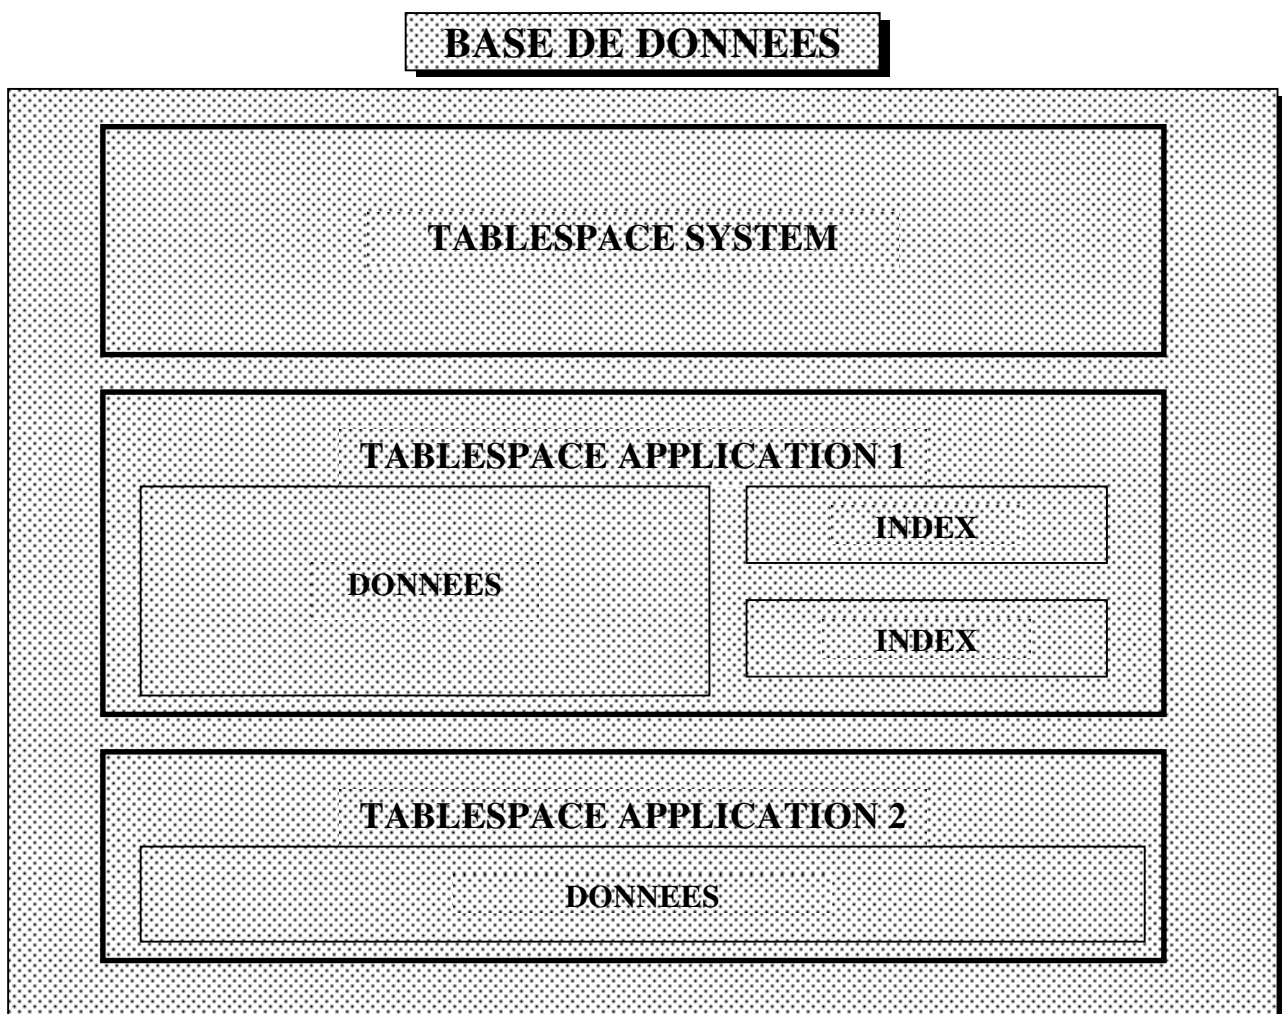 BASE DE DONNEES
TABLESPACE SYSTEM
TABLESPACE APPLICATION 1
DONNEES
INDEX
INDEX
TABLESPACE APPLICATION 2
DONNEES